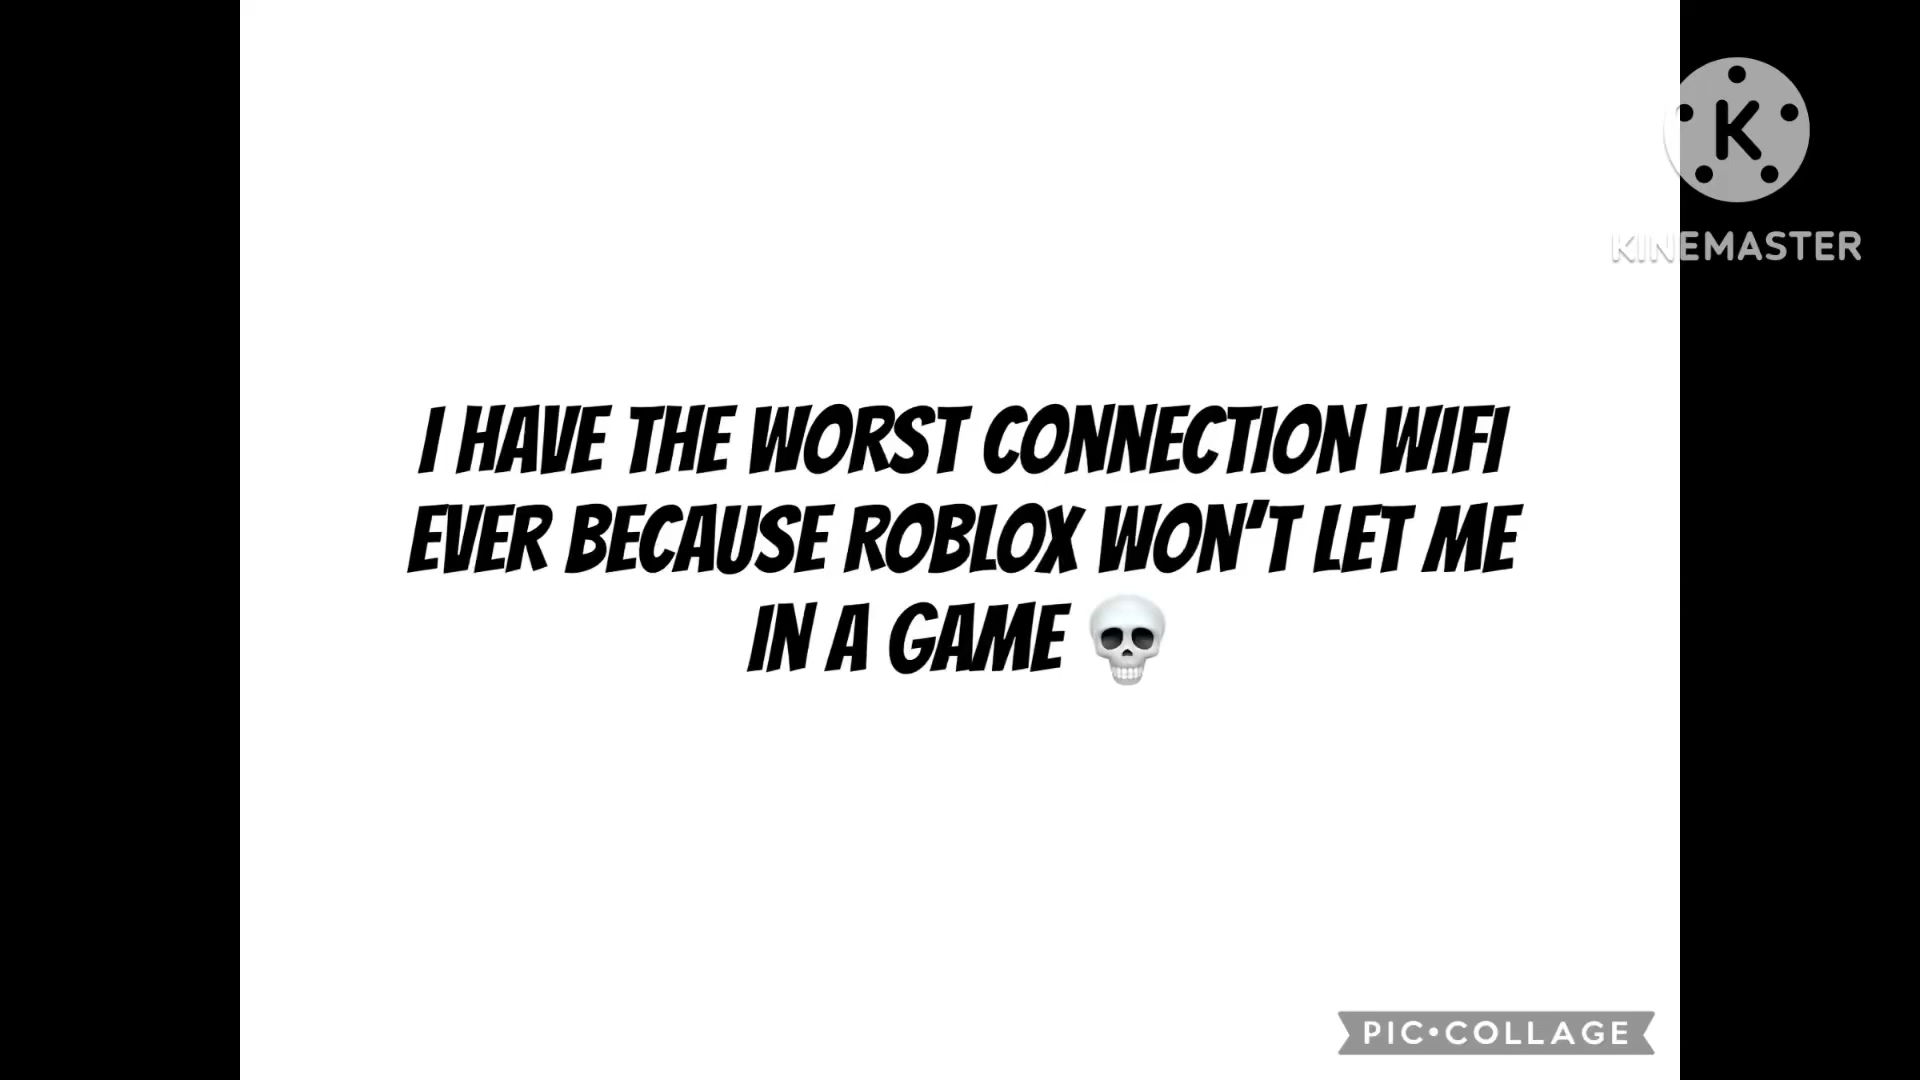 K
KINEMASTER
I HAVE THE WORST CONNECTION WIFI
EVER BECAUSE ROBLOX WON'T LET ME
IN A GAME 💀
PIC•COLLAGE